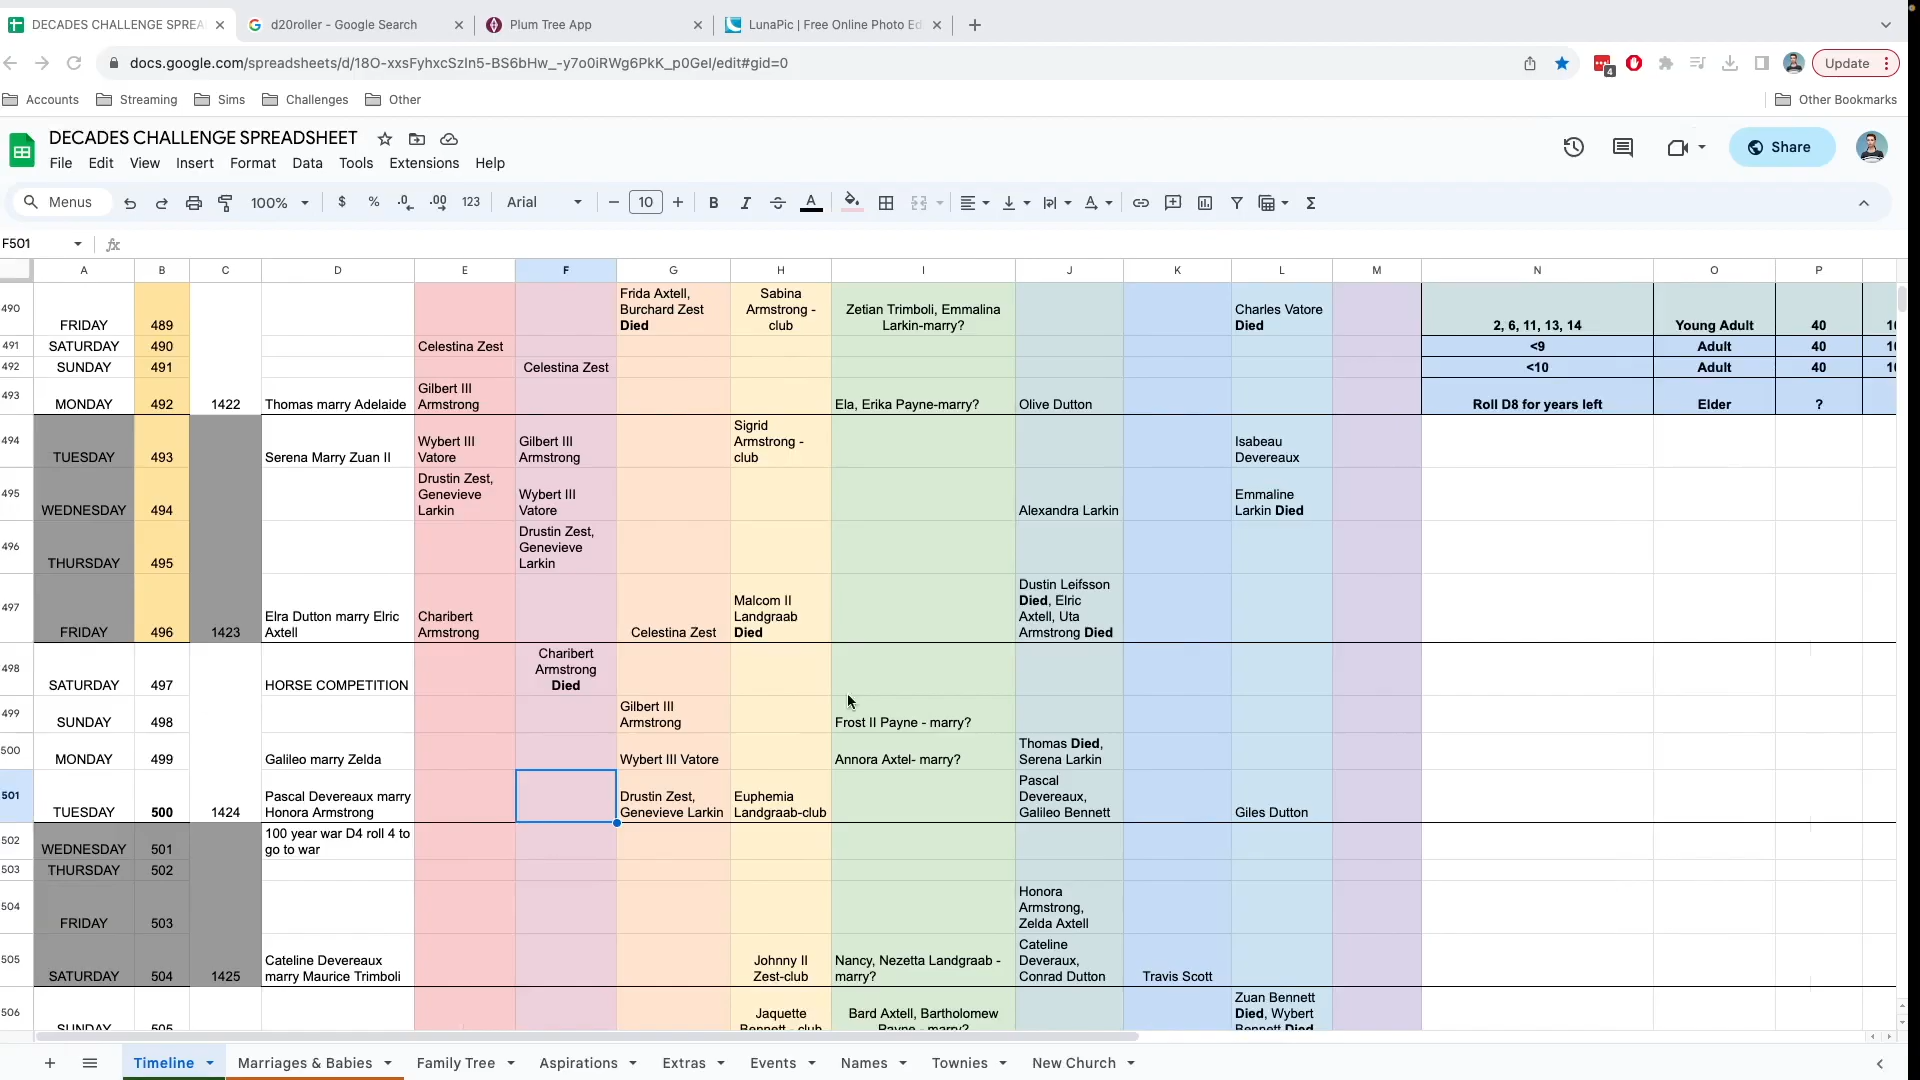 DECADES CHALLENGE SPREA
d20roller - Google Search
Plum Tree App
LunaPic | Free Online Photo Ed
docs.google.com/spreadsheets/d/18O-xxsFyhxcSzIn5-BS6bHw_-y7o0iRWg6PkK_p0GeI/edit#gid=0
4
Update
Accounts Streaming Sims Challenges Other Other Bookmarks
DECADES CHALLENGE SPREADSHEET
File Edit View Insert Format Data Tools Extensions Help
Share
Menus 100% $ % .0 .00 123 Arial 10 B I S A
F501 fx
A B C D E F G H I J K L M N O P
490 FRIDAY 489
Frida Axtell,
Burchard Zest
Died
Sabina
Armstrong -
club
Zetian Trimboli, Emmalina
Larkin-marry?
Charles Vatore
Died
2, 6, 11, 13, 14 Young Adult 40 10
491 SATURDAY 490 Celestina Zest <9 Adult 40 10
492 SUNDAY 491 Celestina Zest <10 Adult 40 10
493 MONDAY 492 1422 Thomas marry Adelaide
Gilbert III
Armstrong
Ela, Erika Payne-marry? Olive Dutton Roll D8 for years left Elder ?
494 TUESDAY 493 Serena Marry Zuan II
Wybert III
Vatore
Gilbert III
Armstrong
Sigrid
Armstrong -
club
Isabeau
Devereaux
495 WEDNESDAY 494
Drustin Zest,
Genevieve
Larkin
Wybert III
Vatore
Alexandra Larkin
Emmaline
Larkin Died
496 THURSDAY 495
Drustin Zest,
Genevieve
Larkin
497 FRIDAY 496 1423
Elra Dutton marry Elric
Axtell
Charibert
Armstrong
Celestina Zest
Malcom II
Landgraab
Died
Dustin Leifsson
Died, Elric
Axtell, Uta
Armstrong Died
498 SATURDAY 497 HORSE COMPETITION
Charibert
Armstrong
Died
499 SUNDAY 498
Gilbert III
Armstrong
Frost II Payne - marry?
500 MONDAY 499 Galileo marry Zelda Wybert III Vatore Annora Axtel- marry?
Thomas Died,
Serena Larkin
501 TUESDAY 500 1424
Pascal Devereaux marry
Honora Armstrong
Drustin Zest,
Genevieve Larkin
Euphemia
Landgraab-club
Pascal
Devereaux,
Galileo Bennett
Giles Dutton
502 WEDNESDAY 501
100 year war D4 roll 4 to
go to war
503 THURSDAY 502
504 FRIDAY 503
Honora
Armstrong,
Zelda Axtell
505 SATURDAY 504 1425
Cateline Devereaux
marry Maurice Trimboli
Johnny II
Zest-club
Nancy, Nezetta Landgraab -
marry?
Cateline
Deveraux,
Conrad Dutton
Travis Scott
506 SUNDAY 505
Jaquette
Bennett - club
Bard Axtell, Bartholomew
Payne - marry?
Zuan Bennett
Died, Wybert
Bennett Died
Timeline Marriages & Babies Family Tree Aspirations Extras Events Names Townies New Church